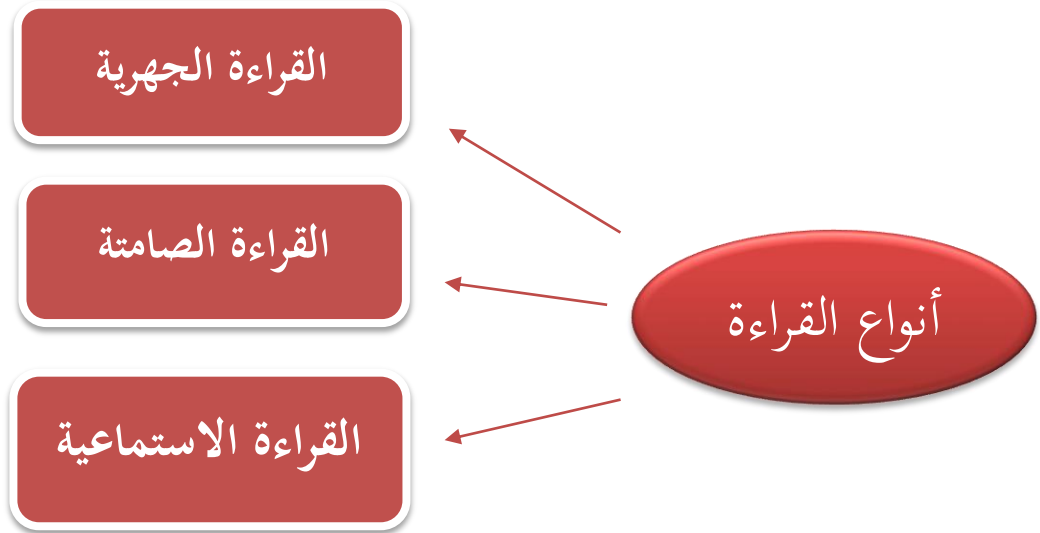 أنواع القراءة
القراءة الجهرية
القراءة الصامتة
القراءة الاستماعية